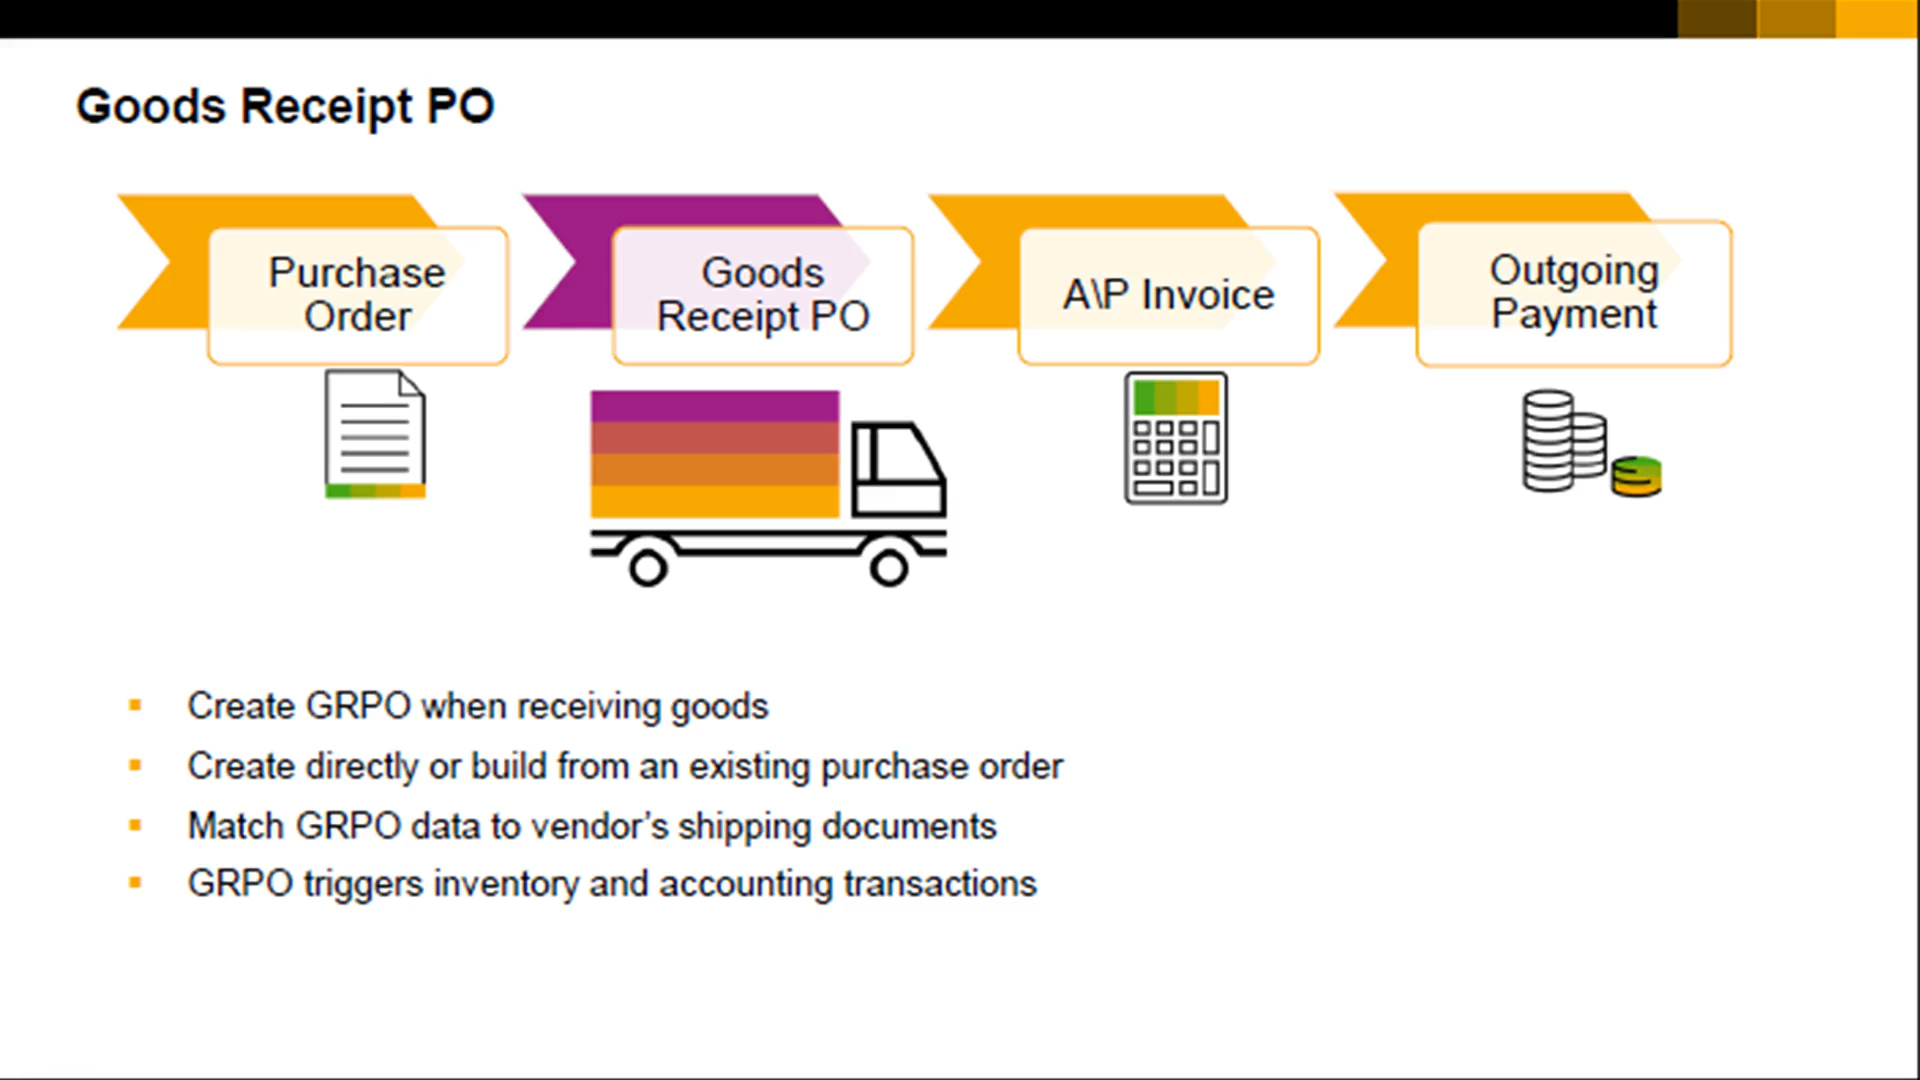 Goods Receipt PO
Purchase
Order
Goods
Receipt PO
A\P Invoice
Outgoing
Payment
Create GRPO when receiving goods
Create directly or build from an existing purchase order
Match GRPO data to vendor’s shipping documents
GRPO triggers inventory and accounting transactions